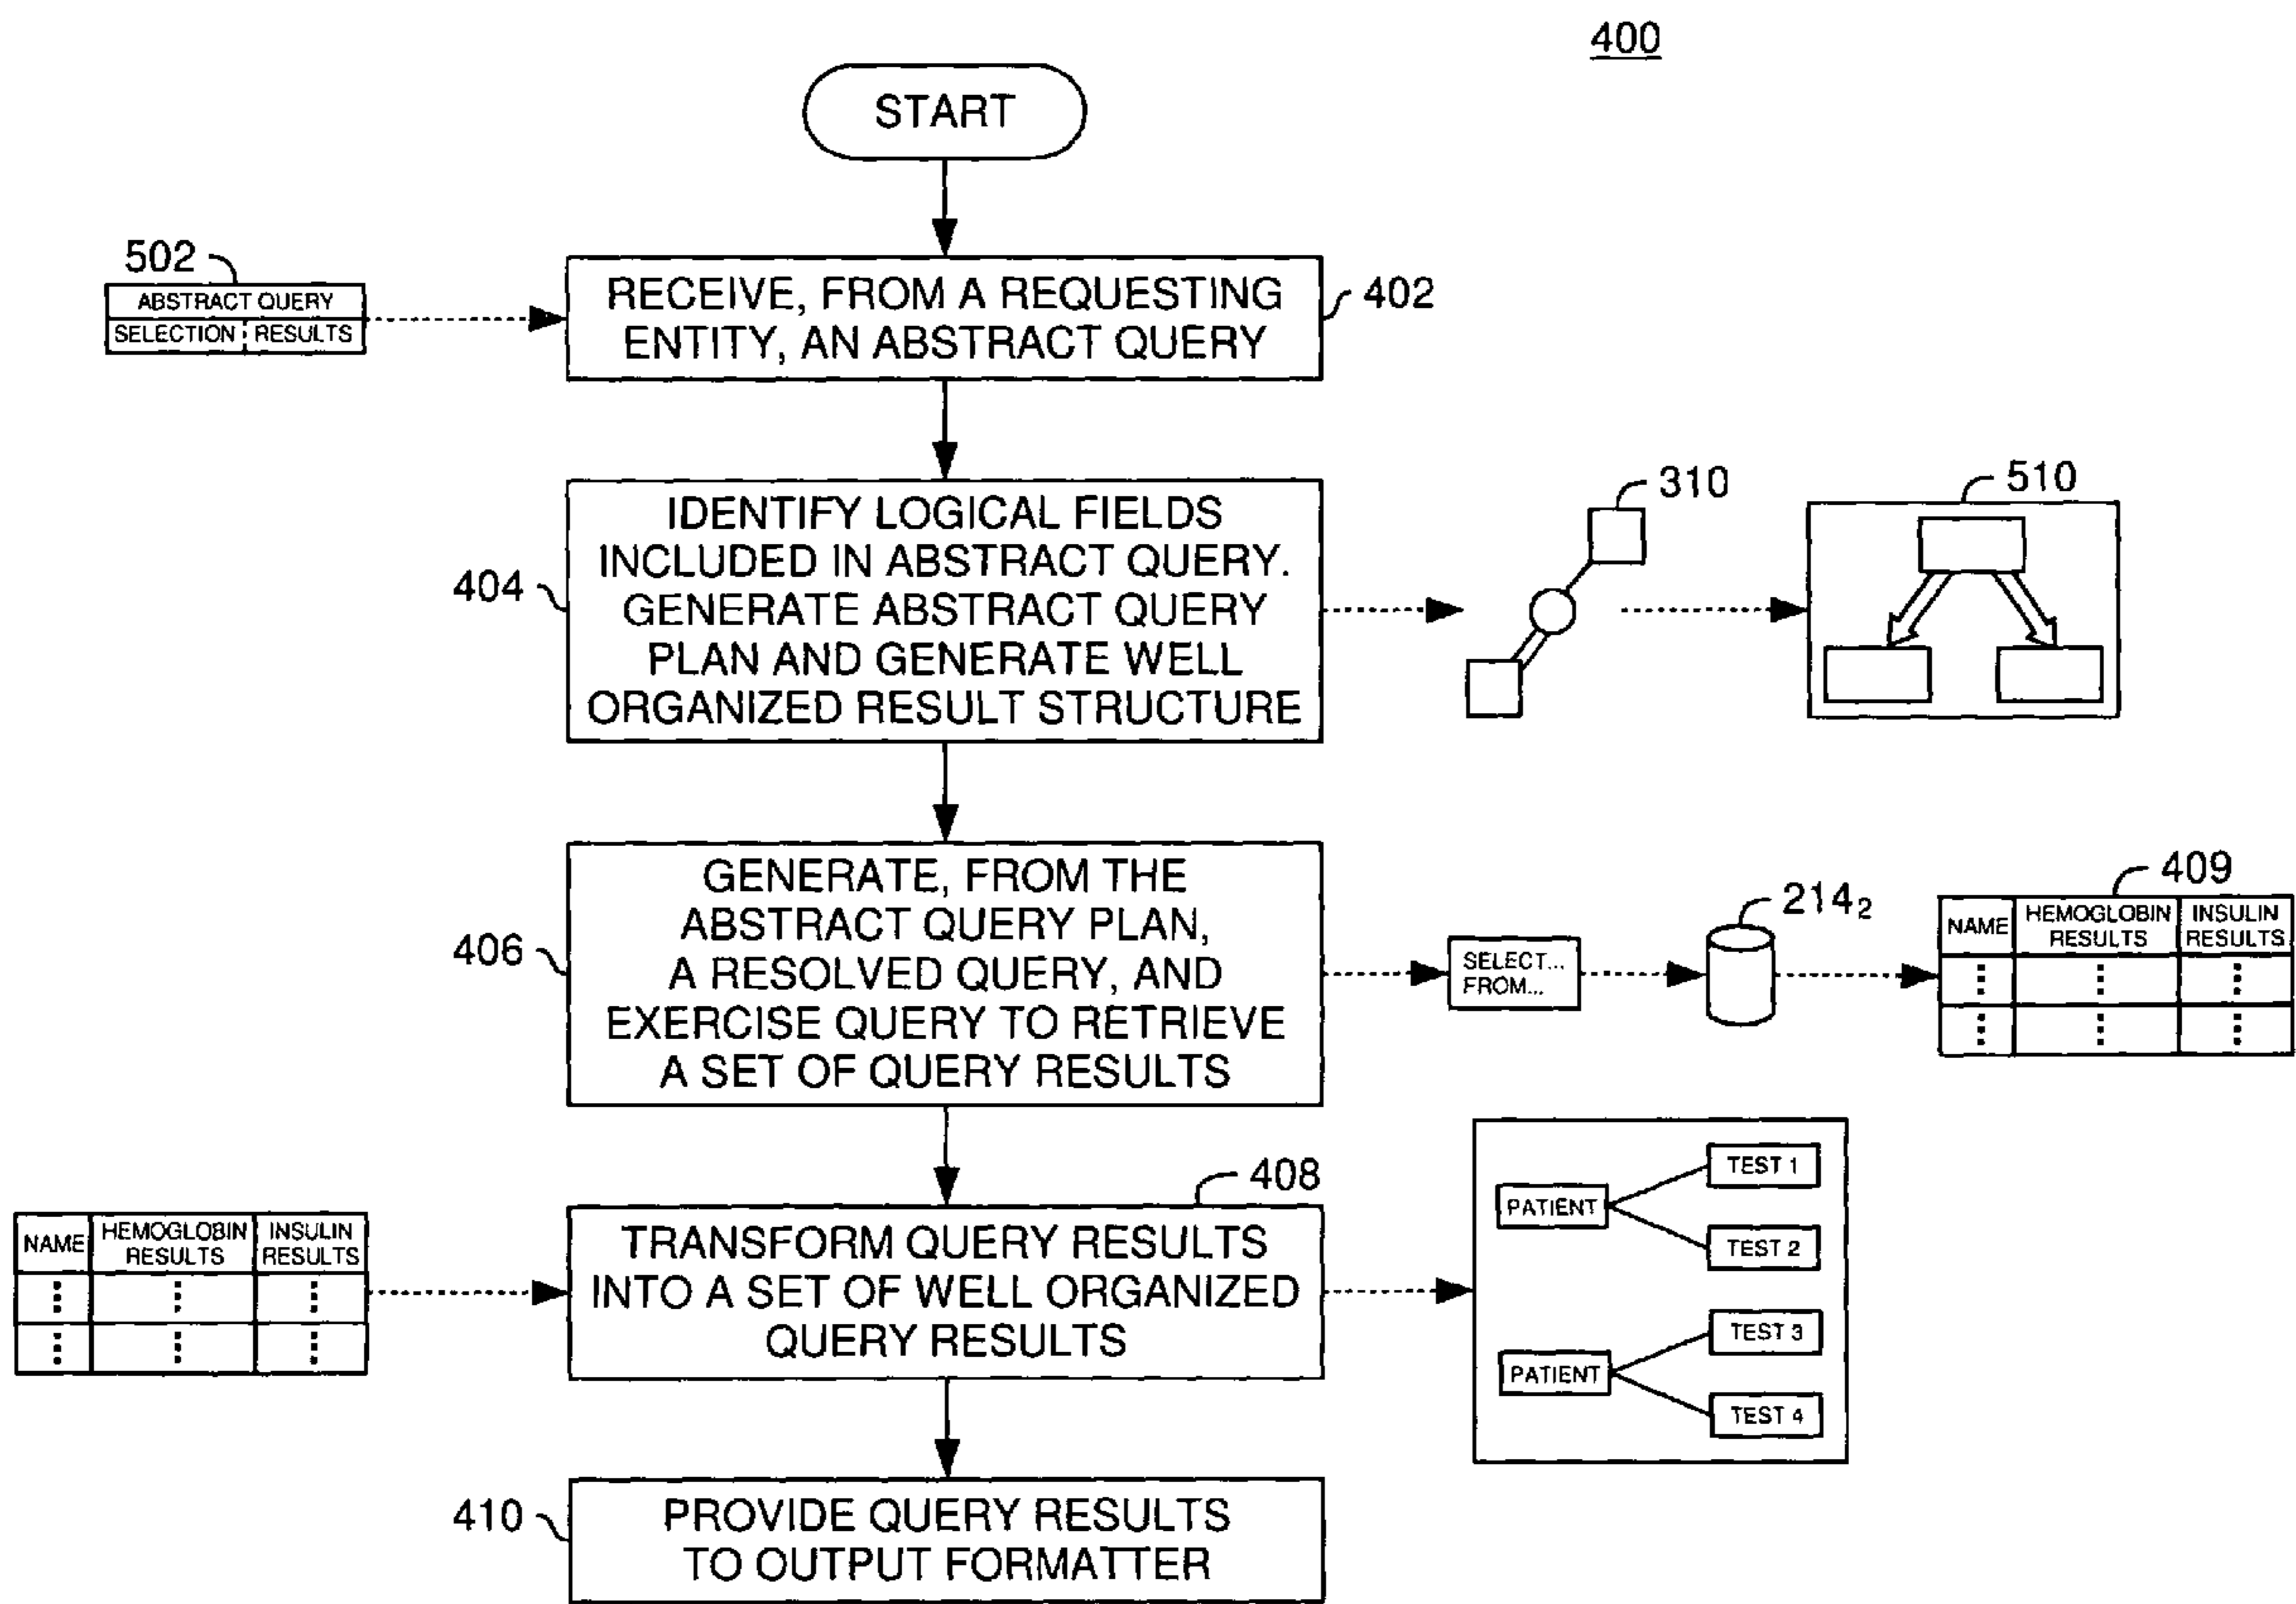 400
START
502
ABSTRACT QUERY
SELECTION RESULTS
RECEIVE, FROM A REQUESTING
ENTITY, AN ABSTRACT QUERY
402
404
IDENTIFY LOGICAL FIELDS
INCLUDED IN ABSTRACT QUERY.
GENERATE ABSTRACT QUERY
PLAN AND GENERATE WELL
ORGANIZED RESULT STRUCTURE
310
510
406
GENERATE, FROM THE
ABSTRACT QUERY PLAN,
A RESOLVED QUERY, AND
EXERCISE QUERY TO RETRIEVE
A SET OF QUERY RESULTS
SELECT...
FROM...
214₂
409
NAME
HEMOGLOBIN
RESULTS
INSULIN
RESULTS
NAME
HEMOGLOBIN
RESULTS
INSULIN
RESULTS
408
TRANSFORM QUERY RESULTS
INTO A SET OF WELL ORGANIZED
QUERY RESULTS
PATIENT
TEST 1
TEST 2
PATIENT
TEST 3
TEST 4
410
PROVIDE QUERY RESULTS
TO OUTPUT FORMATTER